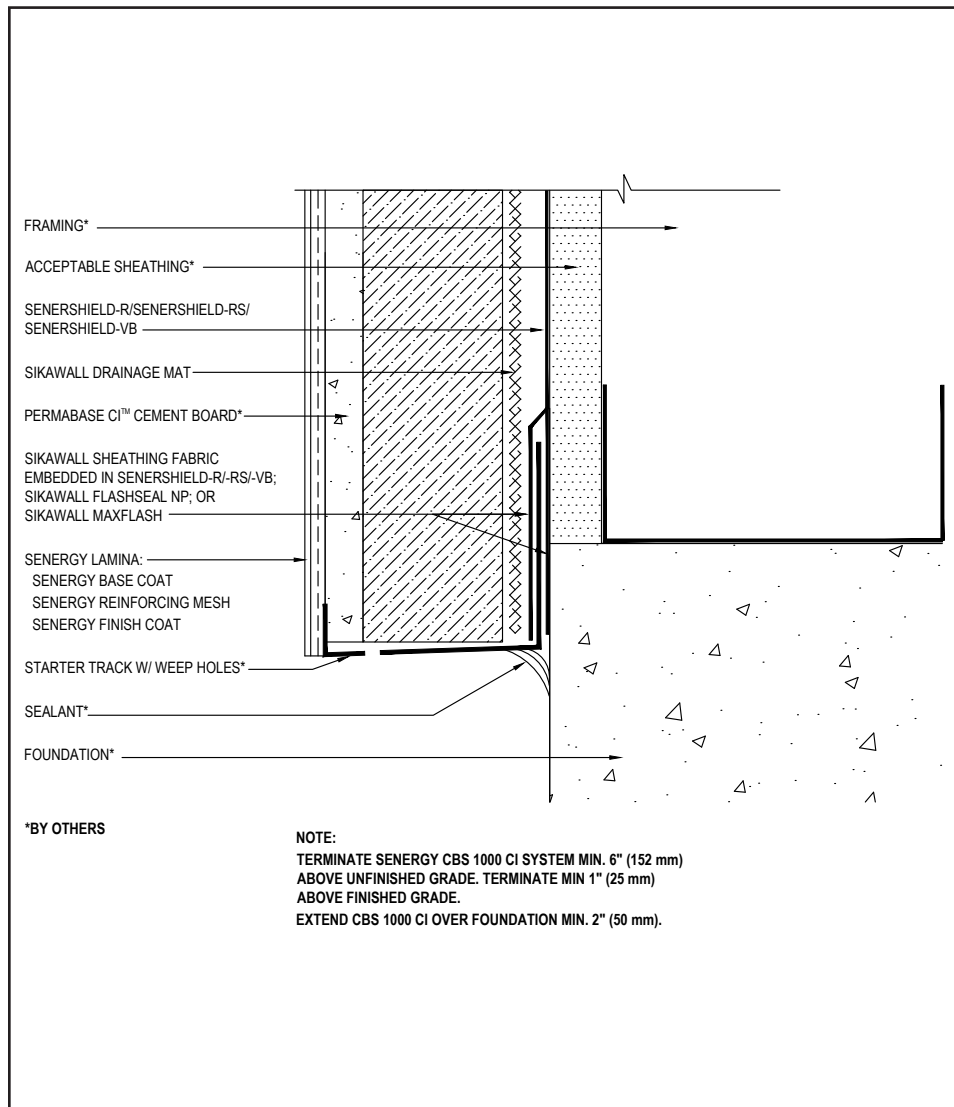 FRAMING*
ACCEPTABLE SHEATHING*
SENERSHIELD-R/SENERSHIELD-RS/
SENERSHIELD-VB
SIKAWALL DRAINAGE MAT
PERMABASE CI™ CEMENT BOARD*
SIKAWALL SHEATHING FABRIC
EMBEDDED IN SENERSHIELD-R/-RS/-VB;
SIKAWALL FLASHSEAL NP; OR
SIKAWALL MAXFLASH
SENERGY LAMINA:
SENERGY BASE COAT
SENERGY REINFORCING MESH
SENERGY FINISH COAT
STARTER TRACK W/ WEEP HOLES*
SEALANT*
FOUNDATION*
*BY OTHERS
NOTE:
TERMINATE SENERGY CBS 1000 CI SYSTEM MIN. 6" (152 mm)
ABOVE UNFINISHED GRADE. TERMINATE MIN 1" (25 mm)
ABOVE FINISHED GRADE.
EXTEND CBS 1000 CI OVER FOUNDATION MIN. 2" (50 mm).